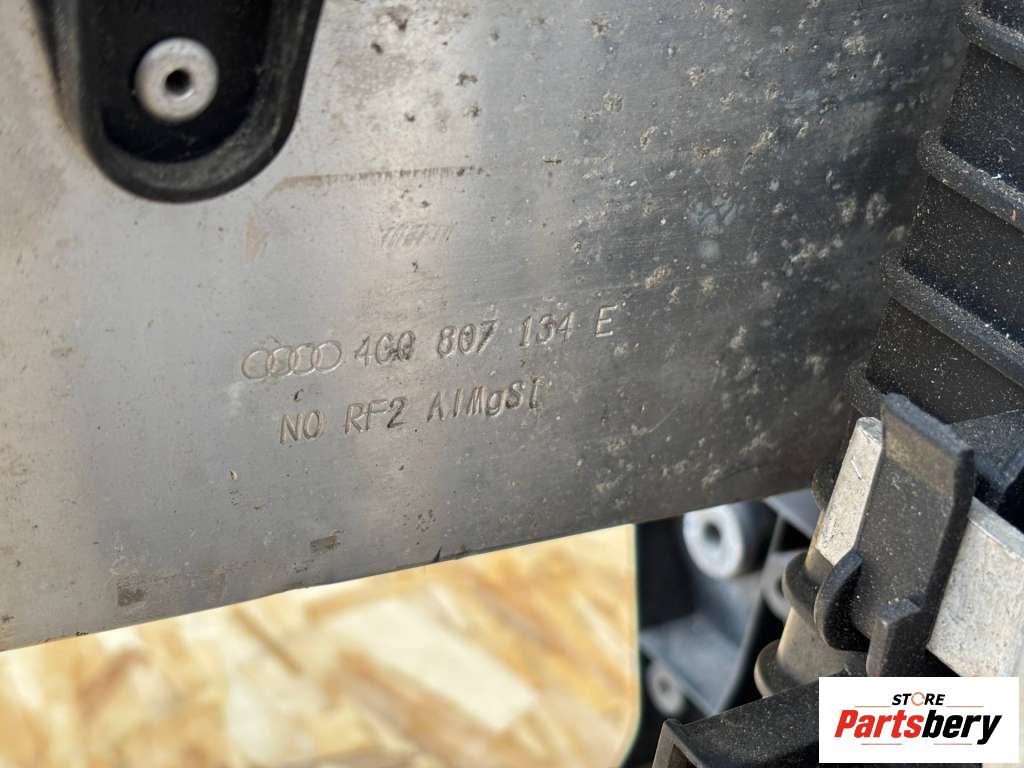 4G0 807 134 E
NO RF2 AlMgSI
STORE
Partsbery